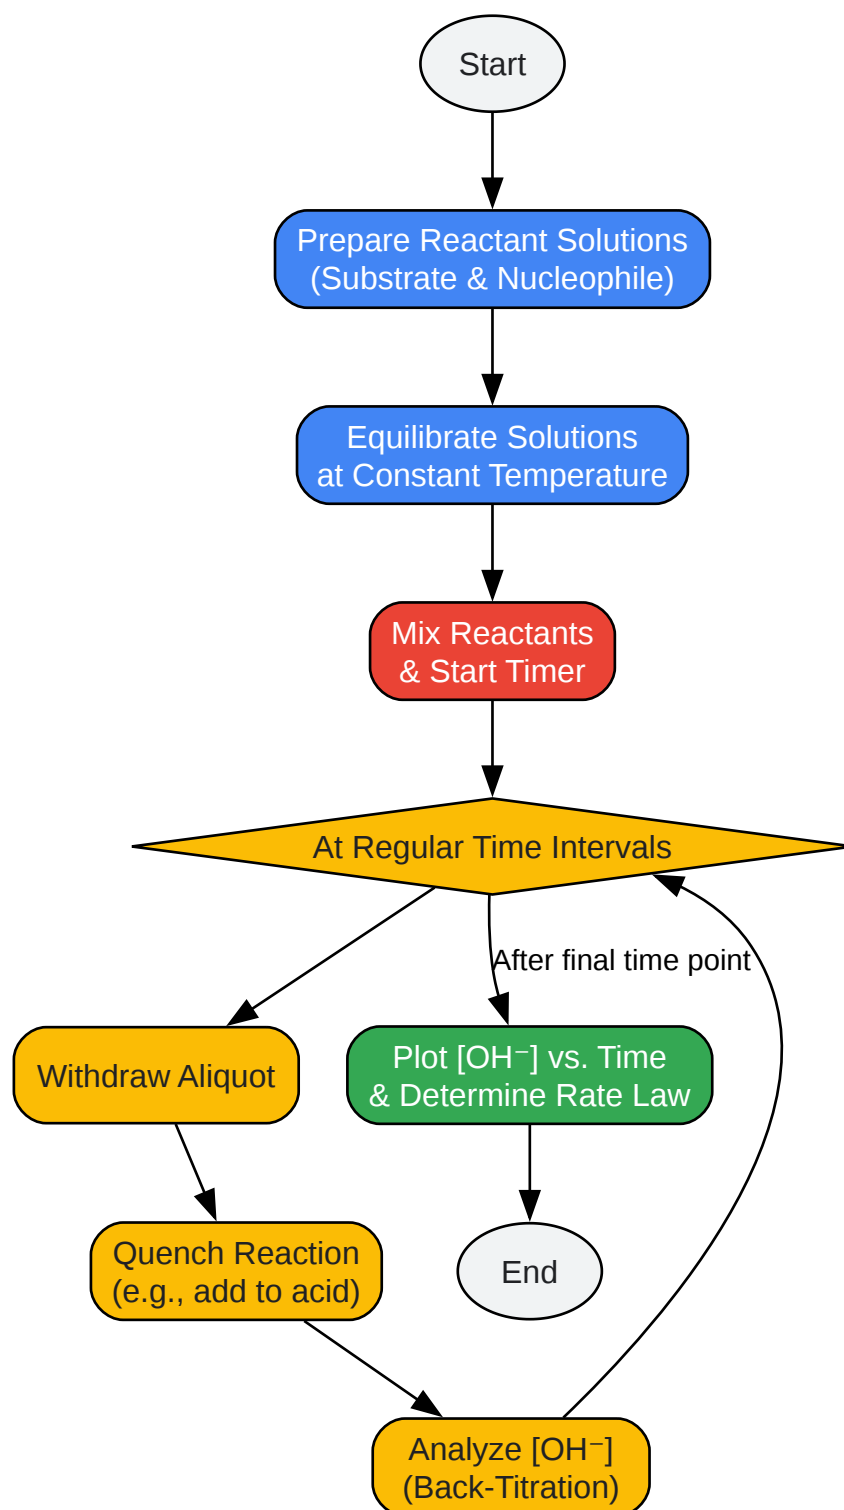 Start
Prepare Reactant Solutions
(Substrate & Nucleophile)
Equilibrate Solutions
at Constant Temperature
Mix Reactants
& Start Timer
At Regular Time Intervals
After final time point
Withdraw Aliquot
Plot [OH⁻] vs. Time
& Determine Rate Law
Quench Reaction
(e.g., add to acid)
End
Analyze [OH⁻]
(Back-Titration)